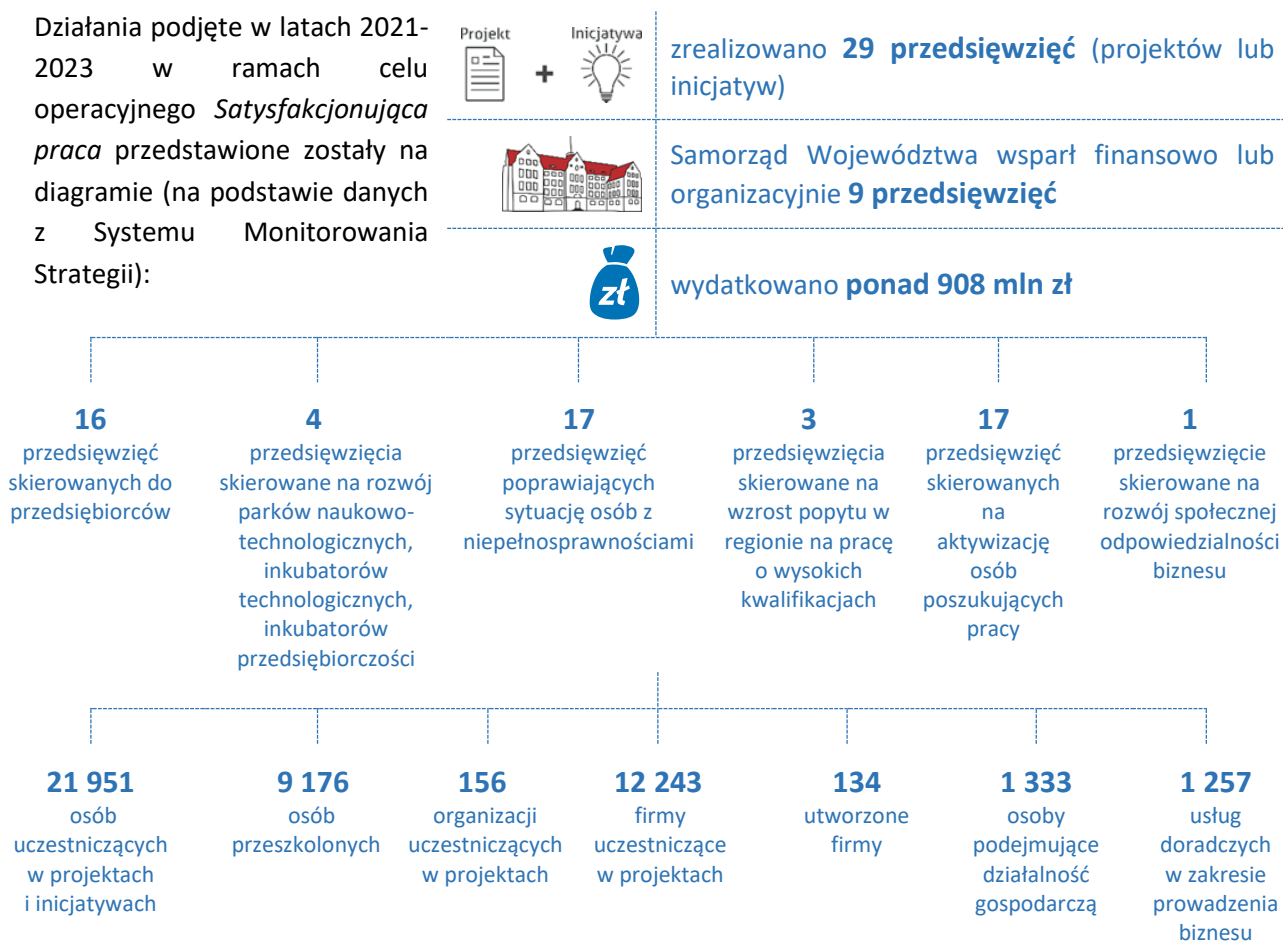 Działania podjęte w latach 2021-
2023 w ramach celu
operacyjnego Satysfakcjonująca
praca przedstawione zostały na
diagramie (na podstawie danych
z Systemu Monitorowania
Strategii):
Projekt
+
Inicjatywa
zrealizowano 29 przedsięwzięć (projektów lub
inicjatyw)
Samorząd Województwa wsparł finansowo lub
organizacyjnie 9 przedsięwzięć
zł
wydatkowano ponad 908 mln zł
16
przedsięwzięć
skierowanych do
przedsiębiorców
4
przedsięwzięcia
skierowane na rozwój
parków naukowo-
technologicznych,
inkubatorów
technologicznych,
inkubatorów
przedsiębiorczości
17
przedsięwzięć
poprawiających
sytuację osób z
niepełnosprawnościami
3
przedsięwzięcia
skierowane na
wzrost popytu w
regionie na pracę
o wysokich
kwalifikacjach
17
przedsięwzięć
skierowanych
na
aktywizację
osób
poszukujących
pracy
1
przedsięwzięcie
skierowane na
rozwój społecznej
odpowiedzialności
biznesu
21 951
osób
uczestniczących
w projektach
i inicjatywach
9 176
osób
przeszkolonych
156
organizacji
uczestniczących
w projektach
12 243
firmy
uczestniczące
w projektach
134
utworzone
firmy
1 333
osoby
podejmujące
działalność
gospodarczą
1 257
usług
doradczych
w zakresie
prowadzenia
biznesu